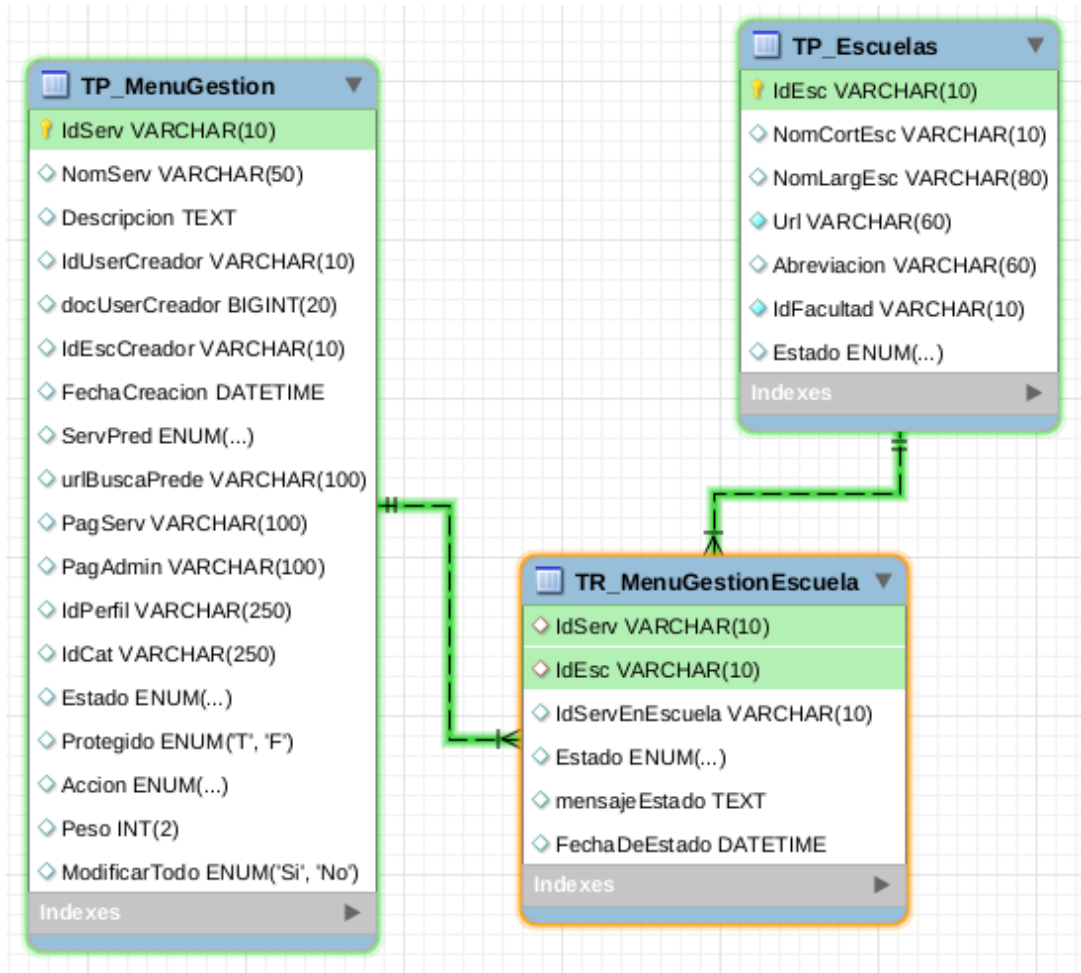 TP_MenuGestion
IdServ VARCHAR(10)
NomServ VARCHAR(50)
Descripcion TEXT
IdUserCreador VARCHAR(10)
docUserCreador BIGINT(20)
IdEscCreador VARCHAR(10)
FechaCreacion DATETIME
ServPred ENUM(...)
urlBuscaPrede VARCHAR(100)
PagServ VARCHAR(100)
PagAdmin VARCHAR(100)
IdPerfil VARCHAR(250)
IdCat VARCHAR(250)
Estado ENUM(...)
Protegido ENUM('T', 'F')
Accion ENUM(...)
Peso INT(2)
ModificarTodo ENUM('Si', 'No')
Indexes
TP_Escuelas
IdEsc VARCHAR(10)
NomCortEsc VARCHAR(10)
NomLargEsc VARCHAR(80)
Url VARCHAR(60)
Abreviacion VARCHAR(60)
IdFacultad VARCHAR(10)
Estado ENUM(...)
Indexes
TR_MenuGestionEscuela
IdServ VARCHAR(10)
IdEsc VARCHAR(10)
IdServEnEscuela VARCHAR(10)
Estado ENUM(...)
mensajeEstado TEXT
FechaDeEstado DATETIME
Indexes